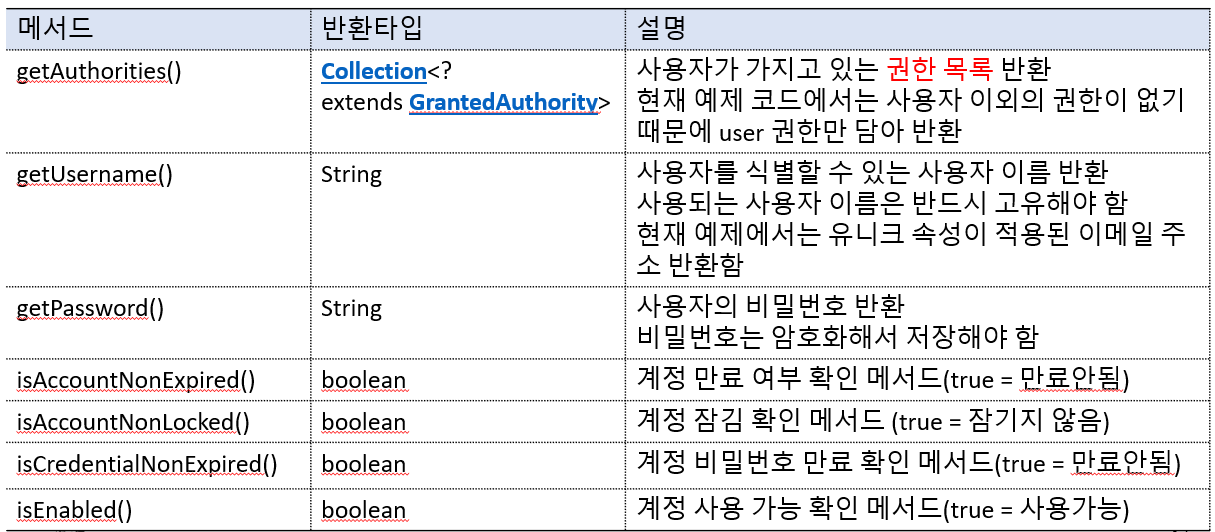 메서드 반환타입 설명
getAuthorities() Collection<? 사용자가 가지고 있는 권한 목록 반환
extends GrantedAuthority> 현재 예제 코드에서는 사용자 이외의 권한이 없기
때문에 user 권한만 담아 반환
getUsername() String 사용자를 식별할 수 있는 사용자 이름 반환
사용되는 사용자 이름은 반드시 고유해야 함
현재 예제에서는 유니크 속성이 적용된 이메일 주
소 반환함
getPassword() String 사용자의 비밀번호 반환
비밀번호는 암호화해서 저장해야 함
isAccountNonExpired() boolean 계정 만료 여부 확인 메서드(true = 만료안됨)
isAccountNonLocked() boolean 계정 잠김 확인 메서드 (true = 잠기지 않음)
isCredentialNonExpired() boolean 계정 비밀번호 만료 확인 메서드(true = 만료안됨)
isEnabled() boolean 계정 사용 가능 확인 메서드(true = 사용가능)